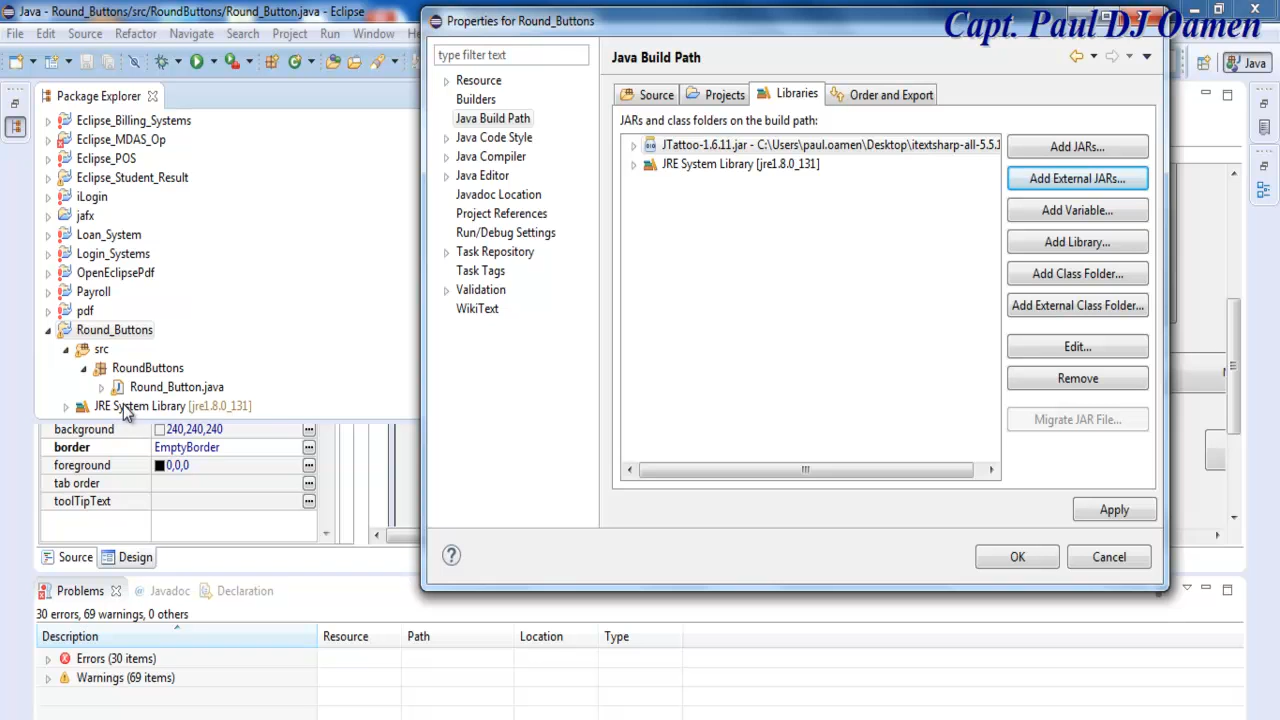 Java - Round_Buttons/src/RoundButtons/Round_Button.java - Eclipse
File Edit Source Refactor Navigate Search Project Run Window
Java
Capt. Paul DJ Oamen
Package Explorer
Eclipse_Billing_Systems
Eclipse_MDAS_Op
Eclipse_POS
Eclipse_Student_Result
iLogin
jafx
Loan_System
Login_Systems
OpenEclipsePdf
Payroll
pdf
Round_Buttons
src
RoundButtons
Round_Button.java
JRE System Library [jre1.8.0_131]
background 240,240,240
border EmptyBorder
foreground 0,0,0
tab order
toolTipText
Source Design
Properties for Round_Buttons
type filter text
Resource
Builders
Java Build Path
Java Code Style
Java Compiler
Java Editor
Javadoc Location
Project References
Run/Debug Settings
Task Repository
Task Tags
Validation
WikiText
Java Build Path
Source Projects Libraries Order and Export
JARs and class folders on the build path:
JTattoo-1.6.11.jar - C:\Users\paul.oamen\Desktop\itextsharp-all-5.5.1
JRE System Library [jre1.8.0_131]
Add JARs...
Add External JARs...
Add Variable...
Add Library...
Add Class Folder...
Add External Class Folder...
Edit...
Remove
Migrate JAR File...
Apply
OK Cancel
Problems Javadoc Declaration
30 errors, 69 warnings, 0 others
Description Resource Path Location Type
Errors (30 items)
Warnings (69 items)